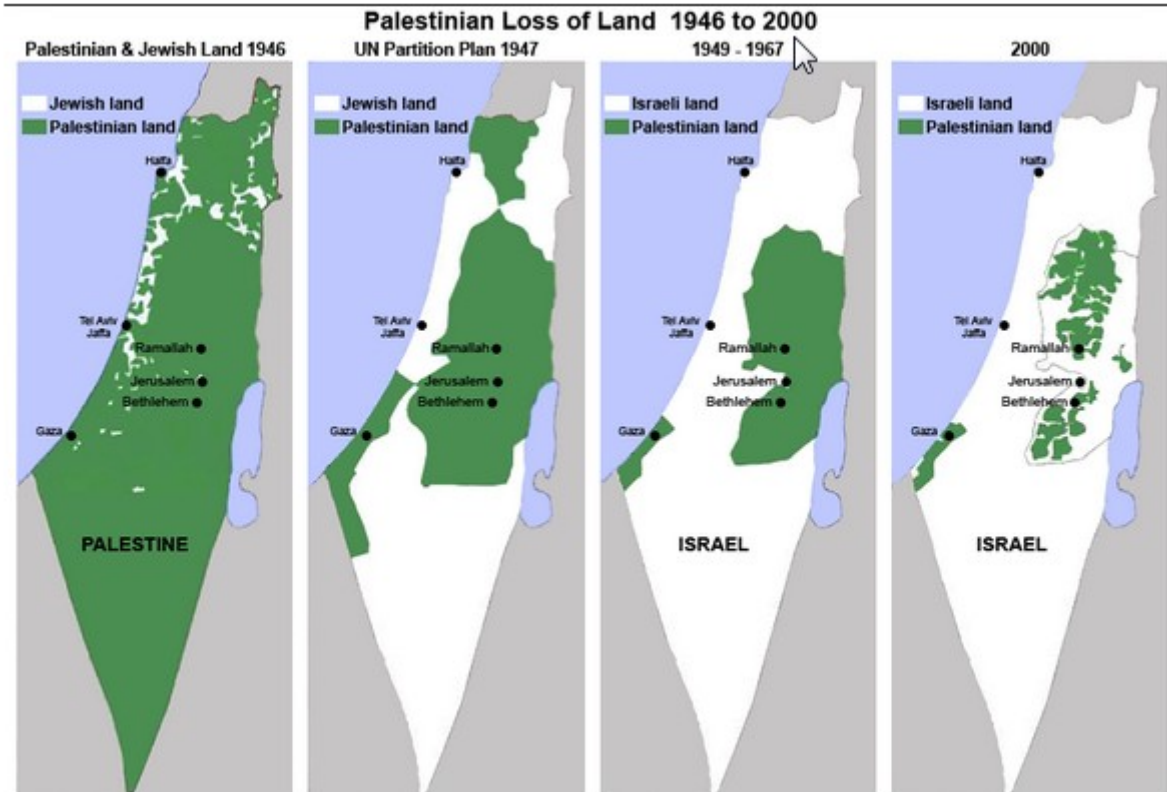 Palestinian Loss of Land 1946 to 2000
Palestinian & Jewish Land 1946
Jewish land
Palestinian land
Haifa
Tel Aviv
Jaffa
Ramallah
Jerusalem
Bethlehem
Gaza
PALESTINE
UN Partition Plan 1947
Jewish land
Palestinian land
Haifa
Tel Aviv
Jaffa
Ramallah
Jerusalem
Bethlehem
Gaza
1949 - 1967
Israeli land
Palestinian land
Haifa
Tel Aviv
Jaffa
Ramallah
Jerusalem
Bethlehem
Gaza
ISRAEL
2000
Israeli land
Palestinian land
Haifa
Tel Aviv
Jaffa
Ramallah
Jerusalem
Bethlehem
Gaza
ISRAEL